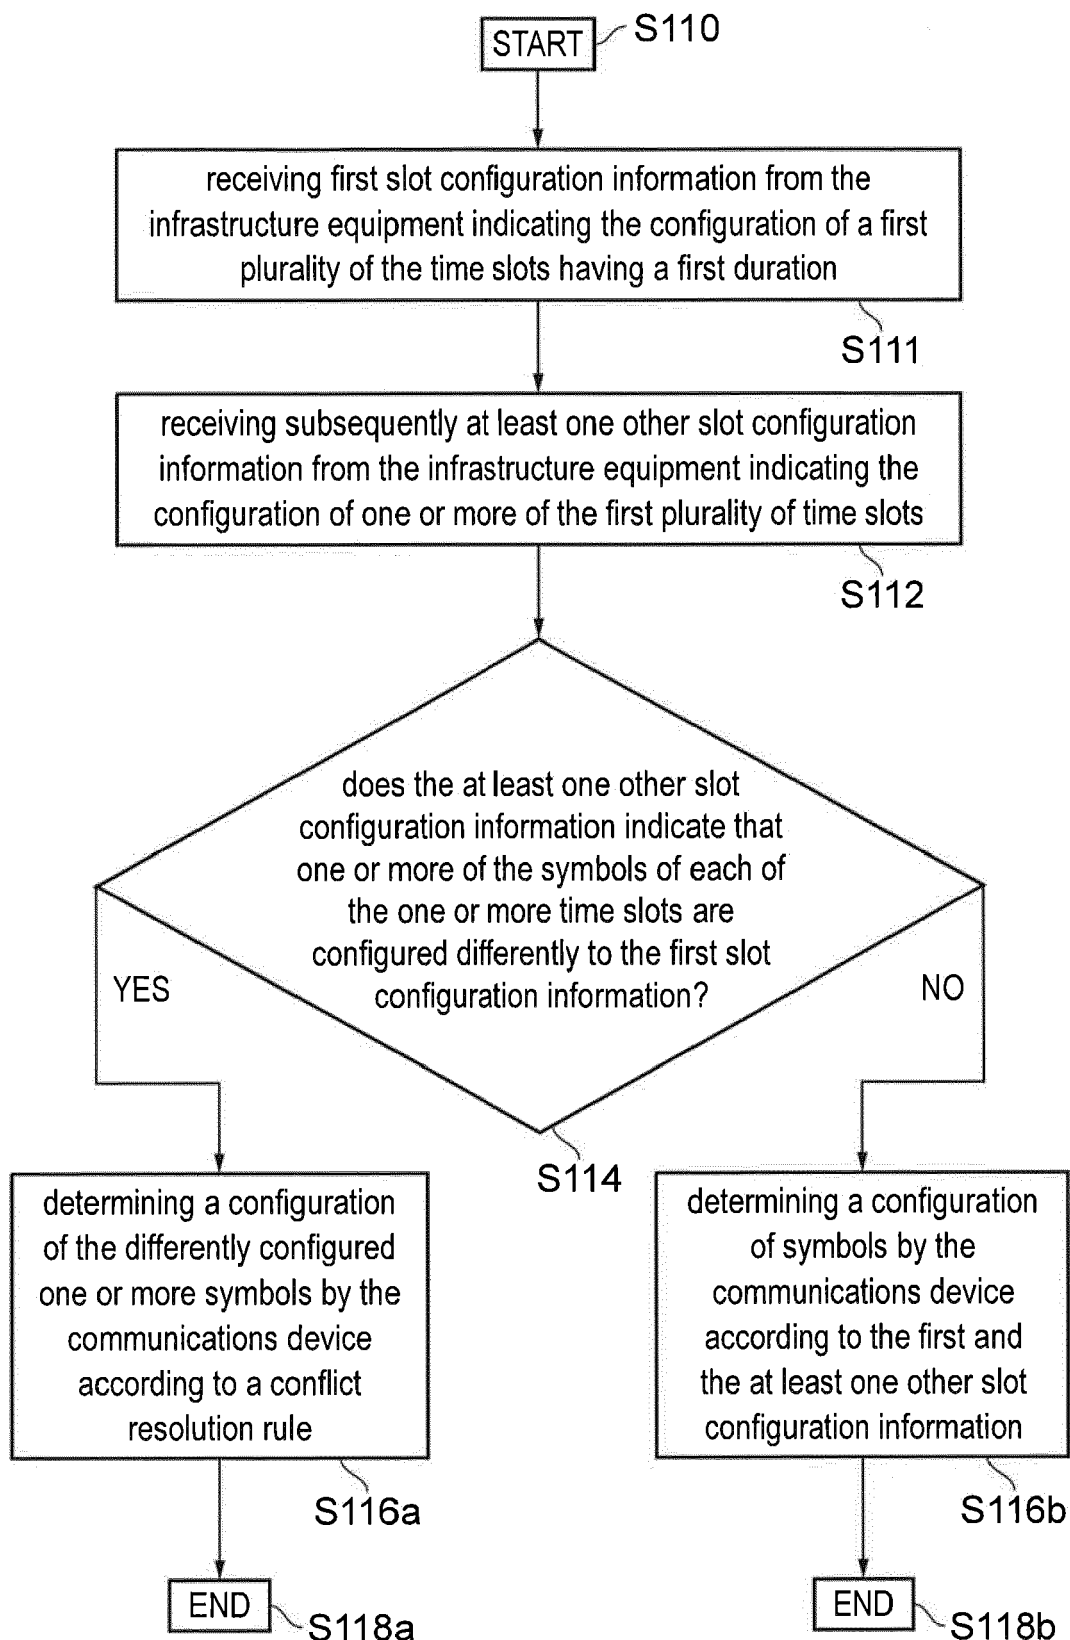 START
S110
receiving first slot configuration information from the
infrastructure equipment indicating the configuration of a first
plurality of the time slots having a first duration
S111
receiving subsequently at least one other slot configuration
information from the infrastructure equipment indicating the
configuration of one or more of the first plurality of time slots
S112
does the at least one other slot
configuration information indicate that
one or more of the symbols of each of
the one or more time slots are
configured differently to the first slot
configuration information?
YES
NO
S114
determining a configuration
of the differently configured
one or more symbols by the
communications device
according to a conflict
resolution rule
S116a
END
S118a
determining a configuration
of symbols by the
communications device
according to the first and
the at least one other slot
configuration information
S116b
END
S118b